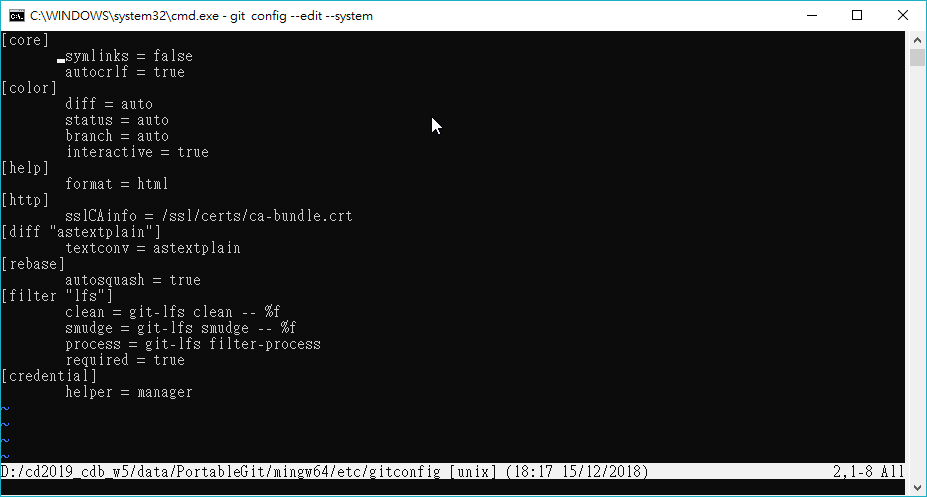 C:\WINDOWS\system32\cmd.exe - git  config --edit --system
[core]
        symlinks = false
        autocrlf = true
[color]
        diff = auto
        status = auto
        branch = auto
        interactive = true
[help]
        format = html
[http]
        sslCAinfo = /ssl/certs/ca-bundle.crt
[diff "astextplain"]
        textconv = astextplain
[rebase]
        autosquash = true
[filter "lfs"]
        clean = git-lfs clean -- %f
        smudge = git-lfs smudge -- %f
        process = git-lfs filter-process
        required = true
[credential]
        helper = manager
~
~
~
~
D:/cd2019_cdb_w5/data/PortableGit/mingw64/etc/gitconfig [unix] (18:17 15/12/2018) 2,1-8 All